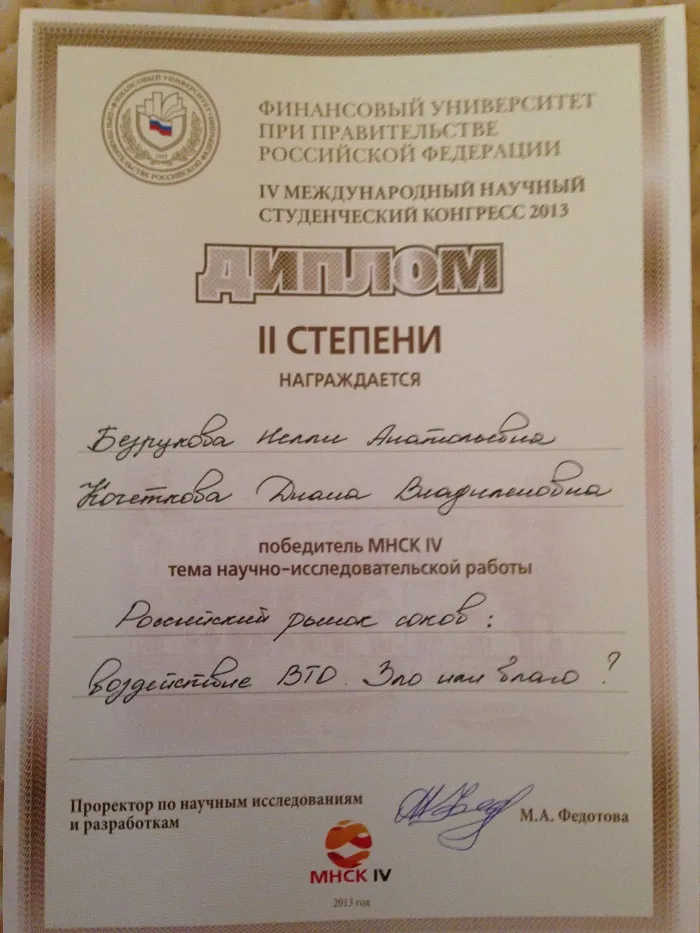 ФИНАНСОВЫЙ УНИВЕРСИТЕТ
ПРИ ПРАВИТЕЛЬСТВЕ
РОССИЙСКОЙ ФЕДЕРАЦИИ
IV МЕЖДУНАРОДНЫЙ НАУЧНЫЙ
СТУДЕНЧЕСКИЙ КОНГРЕСС 2013
ДИПЛОМ
II СТЕПЕНИ
НАГРАЖДАЕТСЯ
Безрукова Нелли Анатольевна
Кочеткова Диана Владиленовна
победитель МНСК IV
тема научно-исследовательской работы
Российский рынок соков:
воздействие ВТО. Зло или благо?
Проректор по научным исследованиям
и разработкам
М.А. Федотова
МНСК IV
2013 год